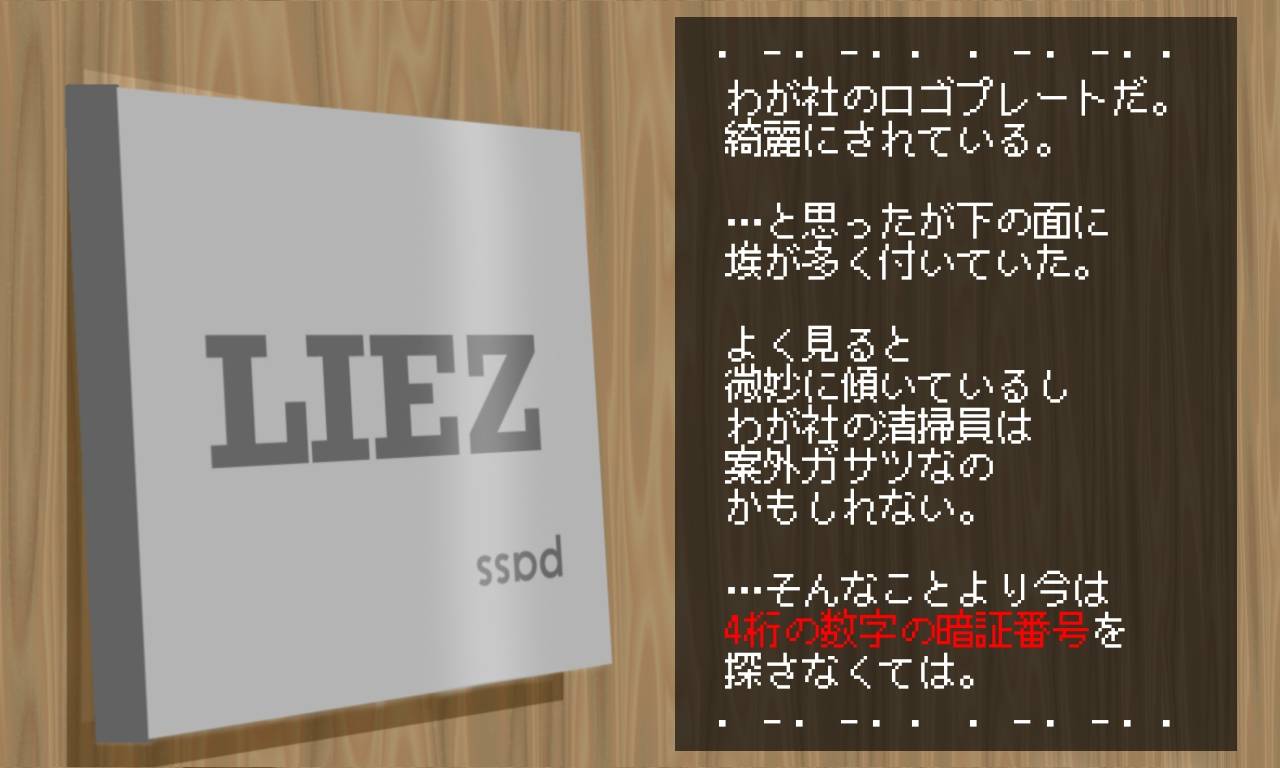 LIEZ
ssɒd
. -. -.. . -. -..
わが社のロゴプレートだ。
綺麗にされている。
…と思ったが下の面に
埃が多く付いていた。
よく見ると
微妙に傾いているし
わが社の清掃員は
案外ガサツなの
かもしれない。
…そんなことより今は
4桁の数字の暗証番号を
探さなくては。
. -. -.. . -. -..